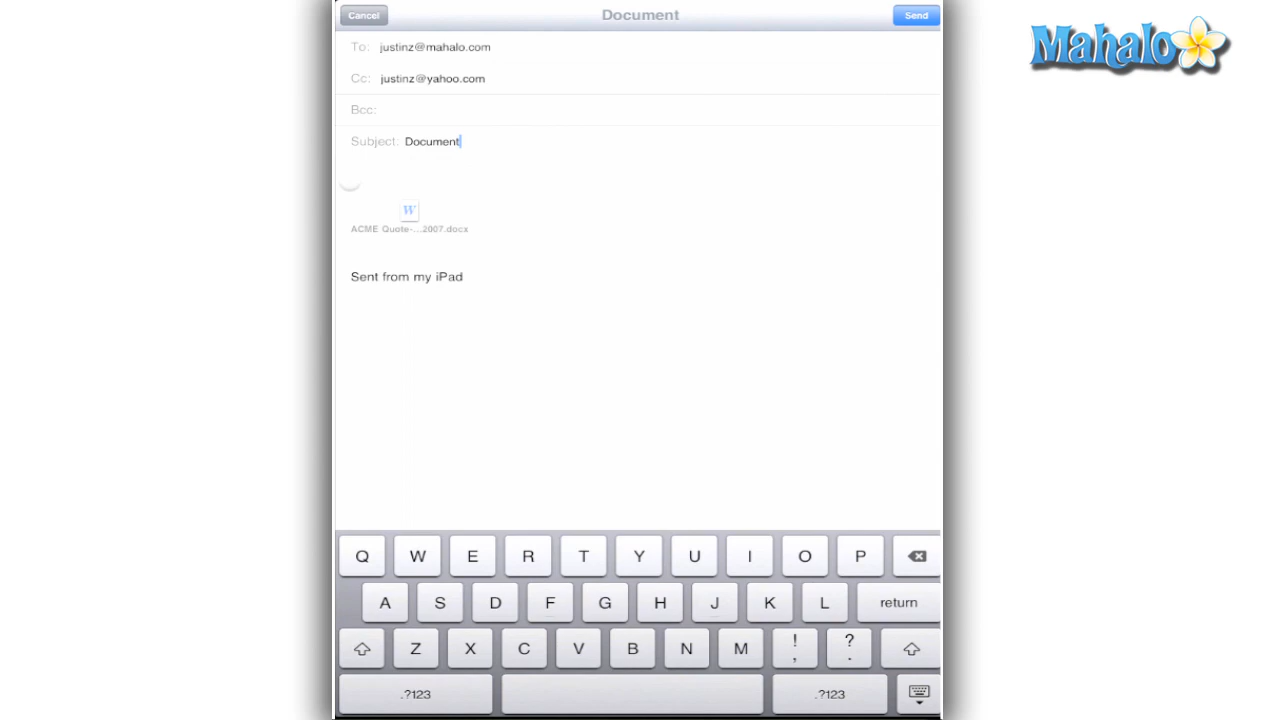 Cancel Document Send
Mahalo
To: justinz@mahalo.com
Cc: justinz@yahoo.com
Bcc:
Subject: Document
W
ACME Quote-...2007.docx
Sent from my iPad
Q W E R T Y U I O P
A S D F G H J K L return
Z X C V B N M ! , ? .
.?123 .?123